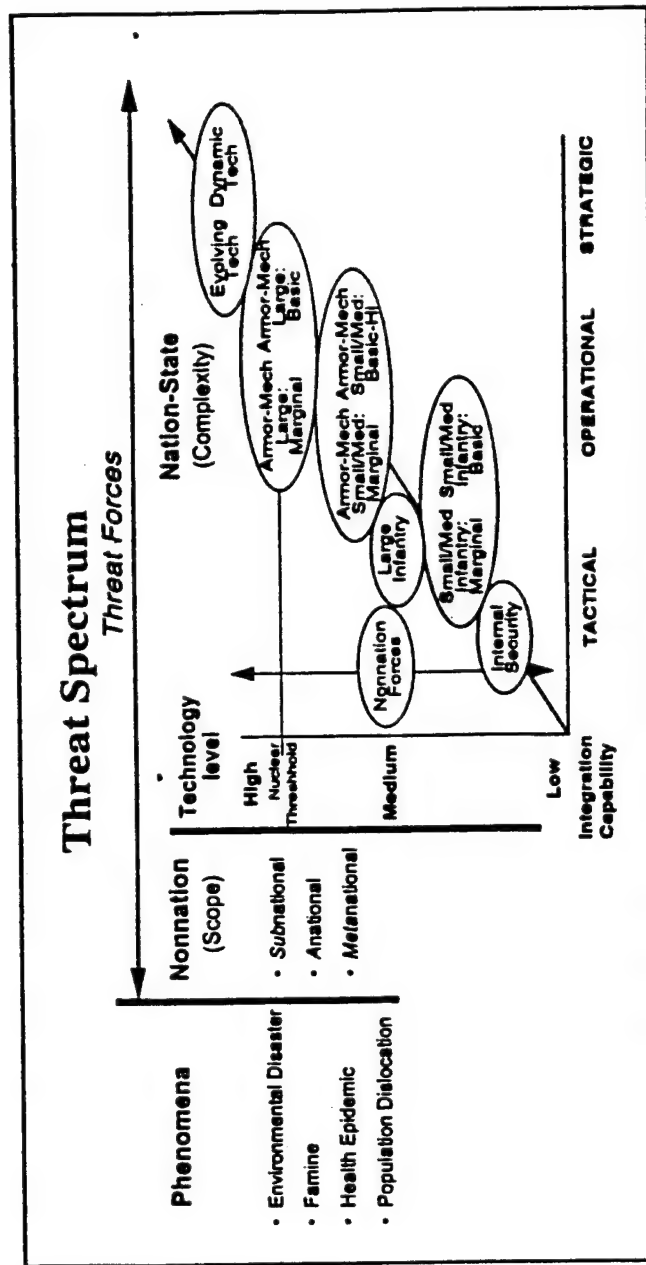 Threat Spectrum
Threat Forces
Phenomena
• Environmental Disaster
• Famine
• Health Epidemic
• Population Dislocation
Nonnation
(Scope)
• Subnational
• Anational
• Metanational
Technology
level
High
Nuclear
Threshhold
Medium
Low
Integration
Capability
Nation-State
(Complexity)
Evolving Dynamic
Tech Tech
Armor-Mech Armor-Mech
Large: Large:
Marginal Basic
Armor-Mech Armor-Mech
Small/Med: Small/Med:
Marginal Basic-Hi
Large
Infantry
Nonnation
Forces
Small/Med Small/Med
Infantry: Infantry:
Marginal Basic
Internal
Security
TACTICAL OPERATIONAL STRATEGIC